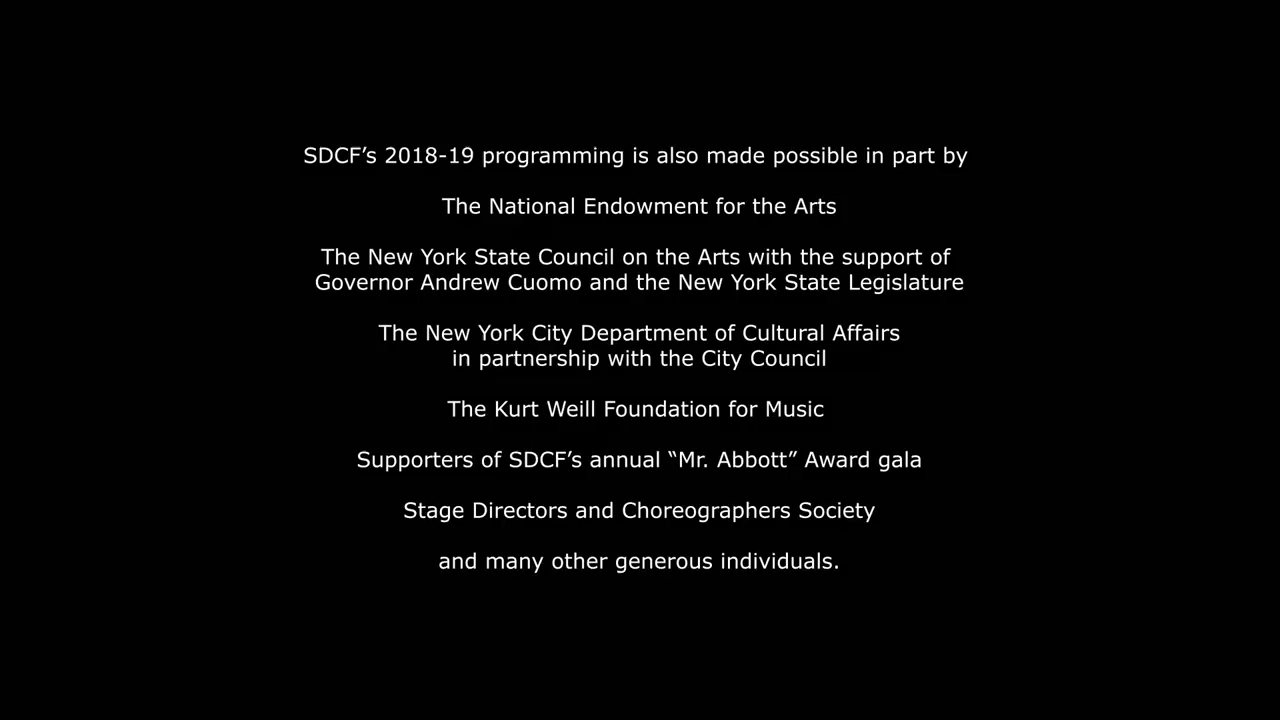 SDCF’s 2018-19 programming is also made possible in part by
The National Endowment for the Arts
The New York State Council on the Arts with the support of
Governor Andrew Cuomo and the New York State Legislature
The New York City Department of Cultural Affairs
in partnership with the City Council
The Kurt Weill Foundation for Music
Supporters of SDCF’s annual “Mr. Abbott” Award gala
Stage Directors and Choreographers Society
and many other generous individuals.